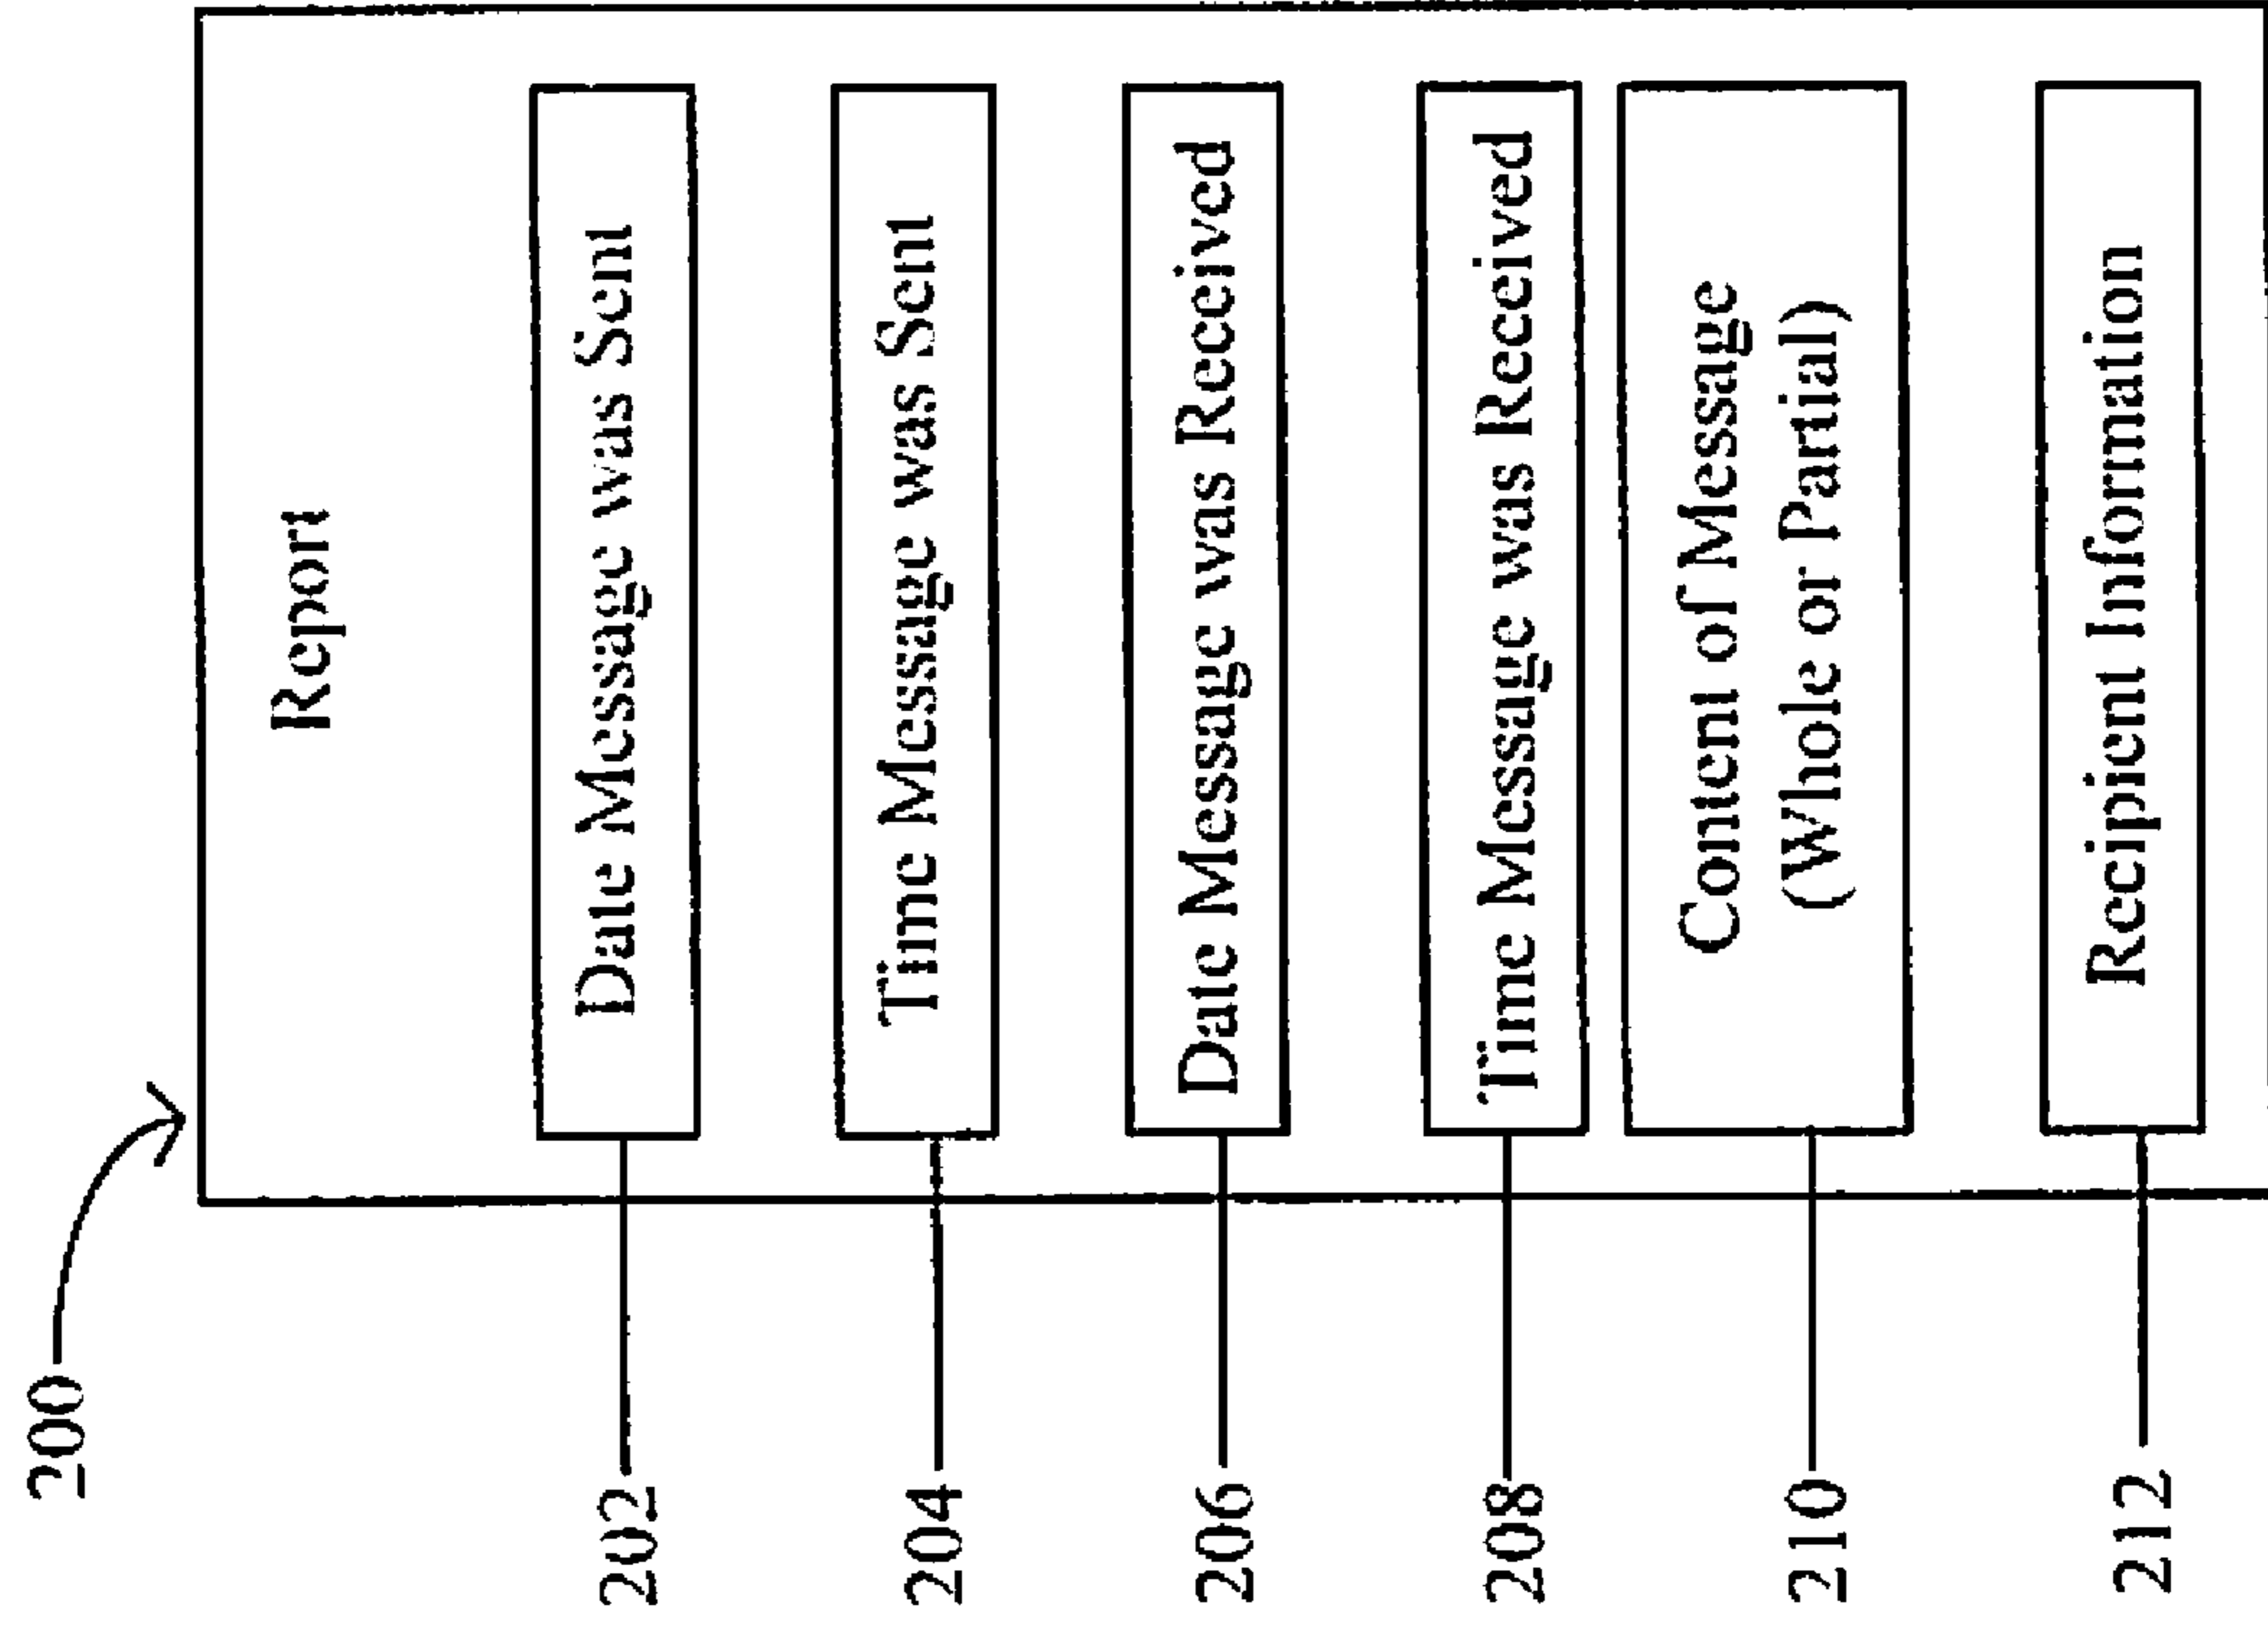 200
Report
202
Date Message was Sent
204
Time Message was Sent
206
Date Message was Received
208
Time Message was Received
210
Content of Message
(Whole or Partial)
212
Recipient Information